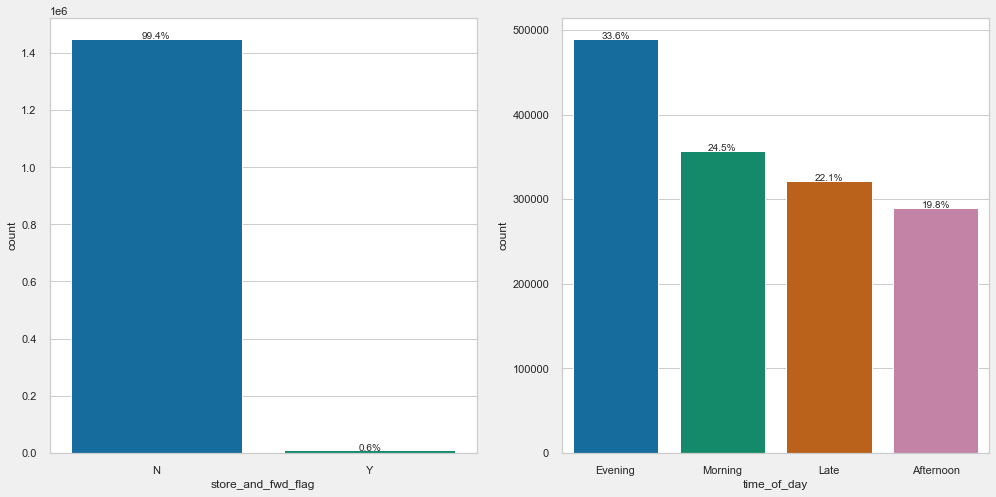 1e6
99.4%
1.4
1.2
1.0
0.8
0.6
0.4
0.2
0.0
count
0.6%
N
Y
store_and_fwd_flag
500000
400000
300000
200000
100000
0
count
33.6%
24.5%
22.1%
19.8%
Evening
Morning
Late
Afternoon
time_of_day